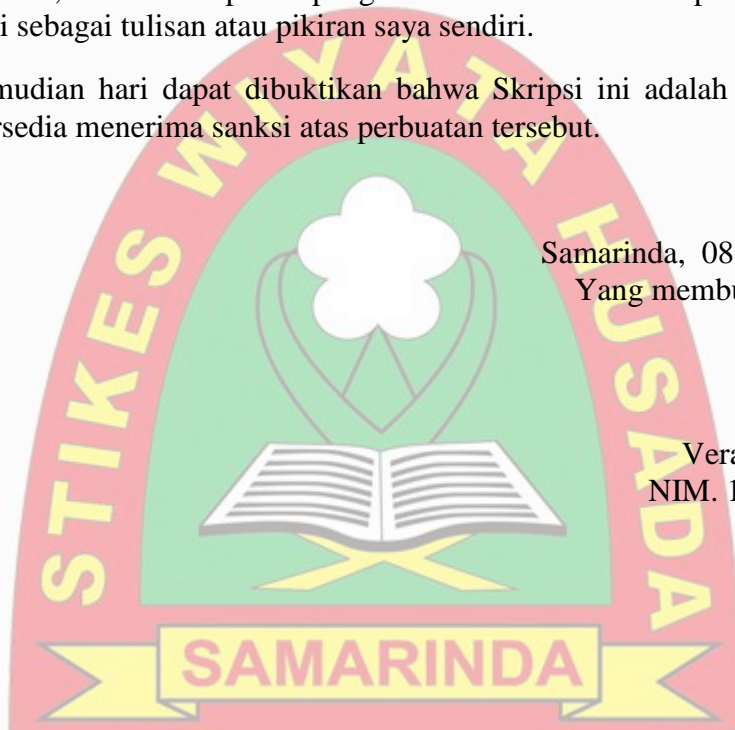 i sebagai tulisan atau pikiran saya sendiri.
mudian hari dapat dibuktikan bahwa Skripsi ini adalah
rsedia menerima sanksi atas perbuatan tersebut.
Samarinda, 08
Yang membu
Vera
NIM. 1
STIKES WIYATA HUSADA
SAMARINDA